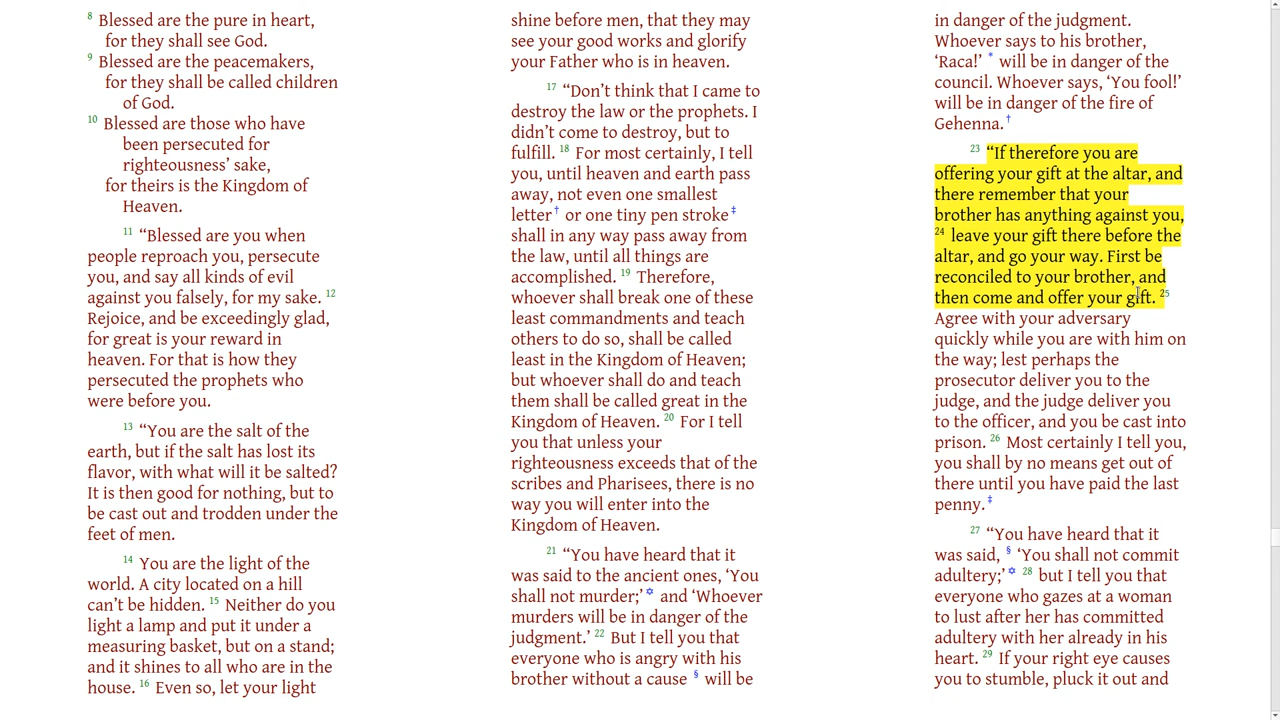 8 Blessed are the pure in heart,
for they shall see God.
9 Blessed are the peacemakers,
for they shall be called children
of God.
10 Blessed are those who have
been persecuted for
righteousness’ sake,
for theirs is the Kingdom of
Heaven.
11 “Blessed are you when
people reproach you, persecute
you, and say all kinds of evil
against you falsely, for my sake. 12
Rejoice, and be exceedingly glad,
for great is your reward in
heaven. For that is how they
persecuted the prophets who
were before you.
13 “You are the salt of the
earth, but if the salt has lost its
flavor, with what will it be salted?
It is then good for nothing, but to
be cast out and trodden under the
feet of men.
14 You are the light of the
world. A city located on a hill
can’t be hidden. 15 Neither do you
light a lamp and put it under a
measuring basket, but on a stand;
and it shines to all who are in the
house. 16 Even so, let your light
shine before men, that they may
see your good works and glorify
your Father who is in heaven.
17 “Don’t think that I came to
destroy the law or the prophets. I
didn’t come to destroy, but to
fulfill. 18 For most certainly, I tell
you, until heaven and earth pass
away, not even one smallest
letter† or one tiny pen stroke‡
shall in any way pass away from
the law, until all things are
accomplished. 19 Therefore,
whoever shall break one of these
least commandments and teach
others to do so, shall be called
least in the Kingdom of Heaven;
but whoever shall do and teach
them shall be called great in the
Kingdom of Heaven. 20 For I tell
you that unless your
righteousness exceeds that of the
scribes and Pharisees, there is no
way you will enter into the
Kingdom of Heaven.
21 “You have heard that it
was said to the ancient ones, ‘You
shall not murder;’✡ and ‘Whoever
murders will be in danger of the
judgment.’ 22 But I tell you that
everyone who is angry with his
brother without a cause § will be
in danger of the judgment.
Whoever says to his brother,
‘Raca!’ * will be in danger of the
council. Whoever says, ‘You fool!’
will be in danger of the fire of
Gehenna. †
23 “If therefore you are
offering your gift at the altar, and
there remember that your
brother has anything against you,
24 leave your gift there before the
altar, and go your way. First be
reconciled to your brother, and
then come and offer your gift. 25
Agree with your adversary
quickly while you are with him on
the way; lest perhaps the
prosecutor deliver you to the
judge, and the judge deliver you
to the officer, and you be cast into
prison. 26 Most certainly I tell you,
you shall by no means get out of
there until you have paid the last
penny. ‡
27 “You have heard that it
was said, § ‘You shall not commit
adultery;’✡ 28 but I tell you that
everyone who gazes at a woman
to lust after her has committed
adultery with her already in his
heart. 29 If your right eye causes
you to stumble, pluck it out and